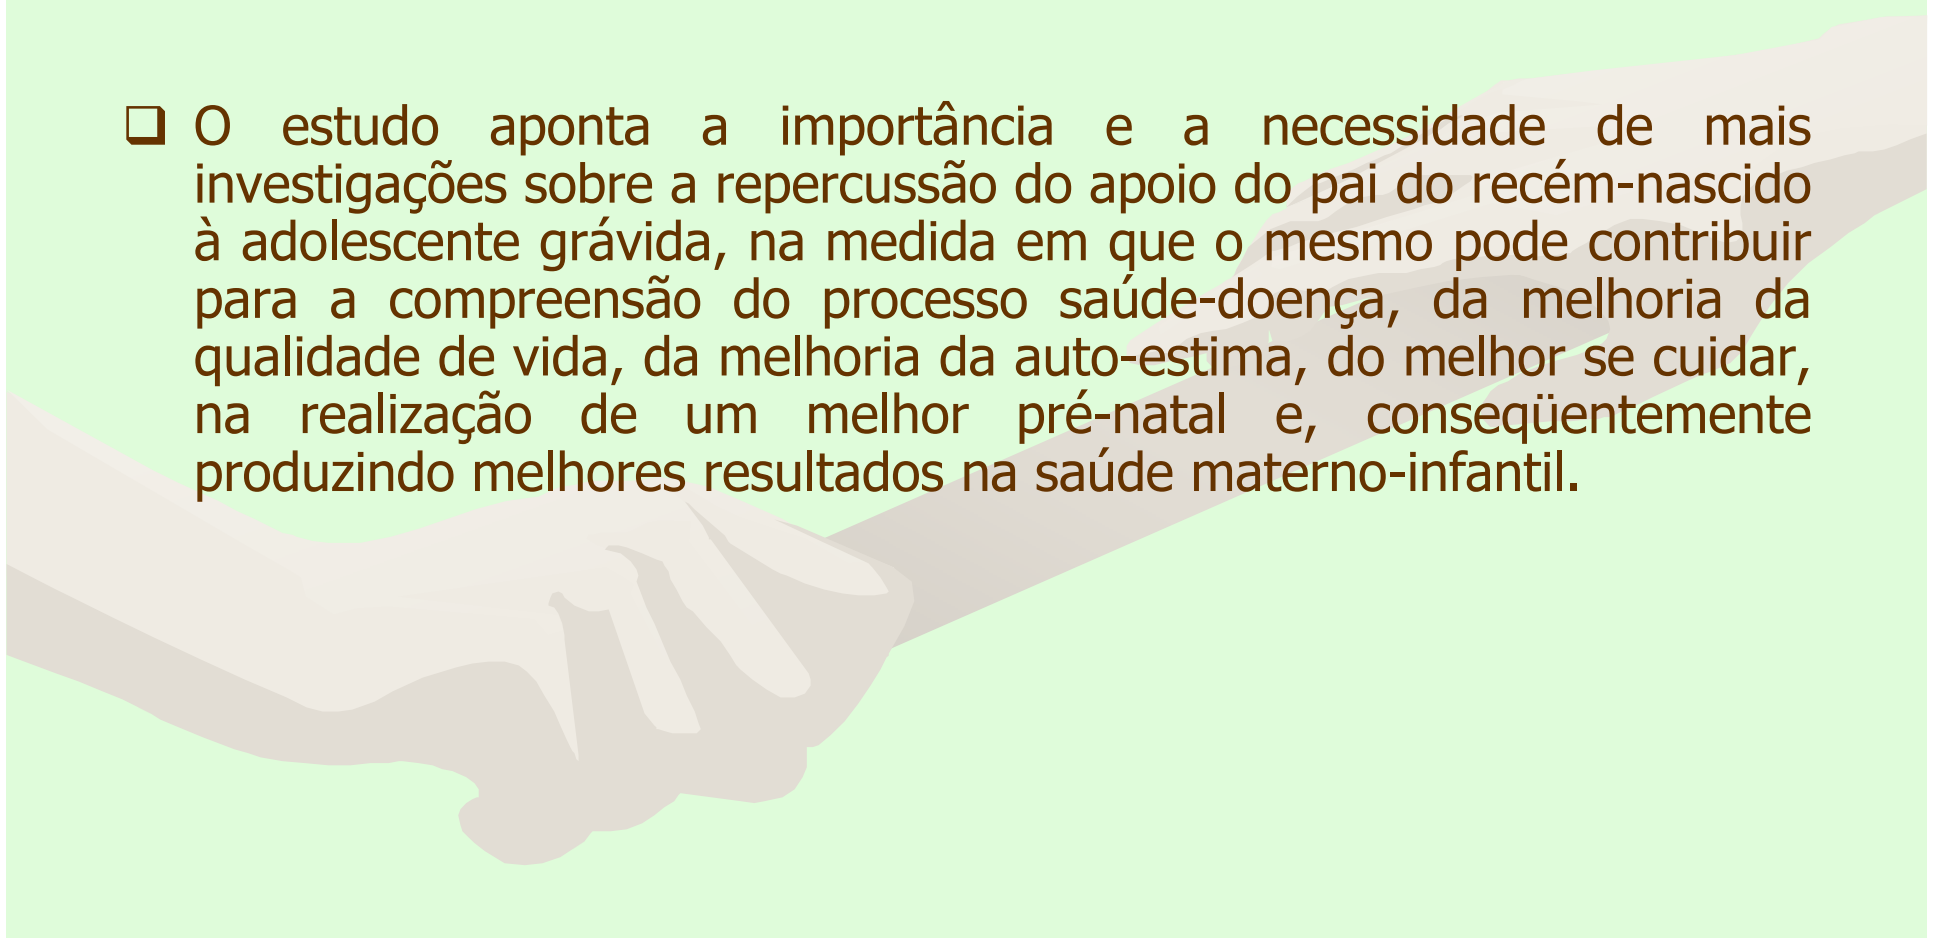 ❑ O estudo aponta a importância e a necessidade de mais
investigações sobre a repercussão do apoio do pai do recém-nascido
à adolescente grávida, na medida em que o mesmo pode contribuir
para a compreensão do processo saúde-doença, da melhoria da
qualidade de vida, da melhoria da auto-estima, do melhor se cuidar,
na realização de um melhor pré-natal e, conseqüentemente
produzindo melhores resultados na saúde materno-infantil.